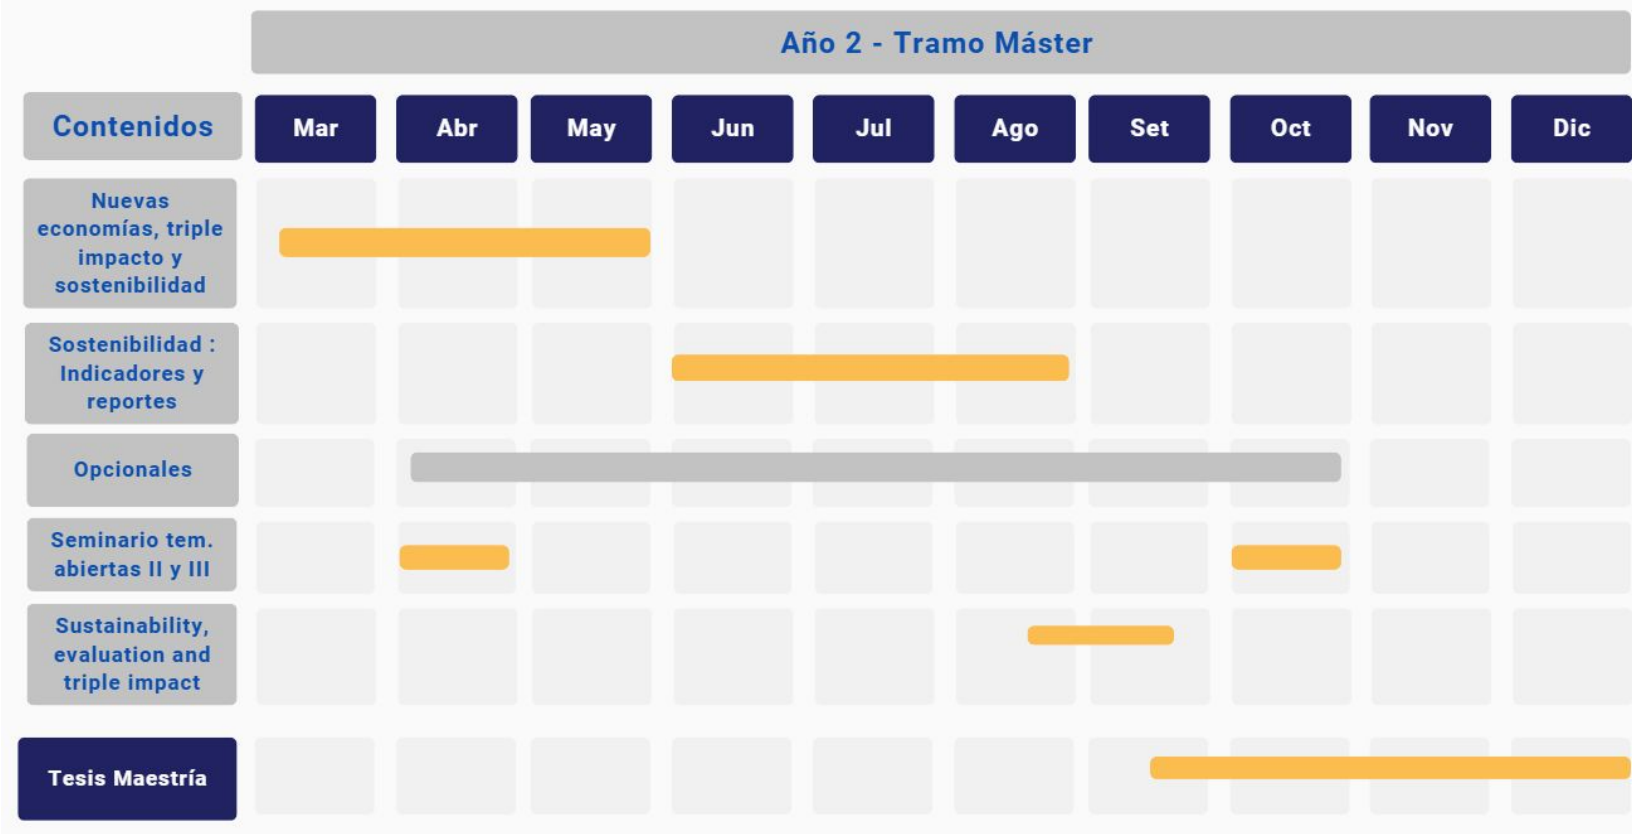 Año 2 - Tramo Máster
Contenidos
Mar
Abr
May
Jun
Jul
Ago
Set
Oct
Nov
Dic
Nuevas
economías, triple
impacto y
sostenibilidad
Sostenibilidad :
Indicadores y
reportes
Opcionales
Seminario tem.
abiertas II y III
Sustainability,
evaluation and
triple impact
Tesis Maestría